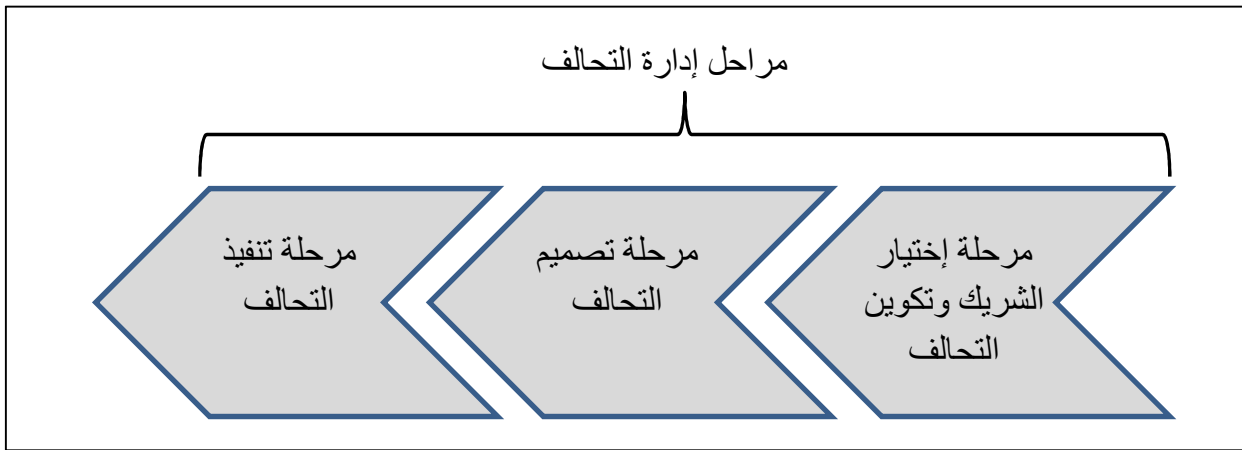 مراحل إدارة التحالف
مرحلة إختيار
الشريك وتكوين
التحالف
مرحلة تصميم
التحالف
مرحلة تنفيذ
التحالف